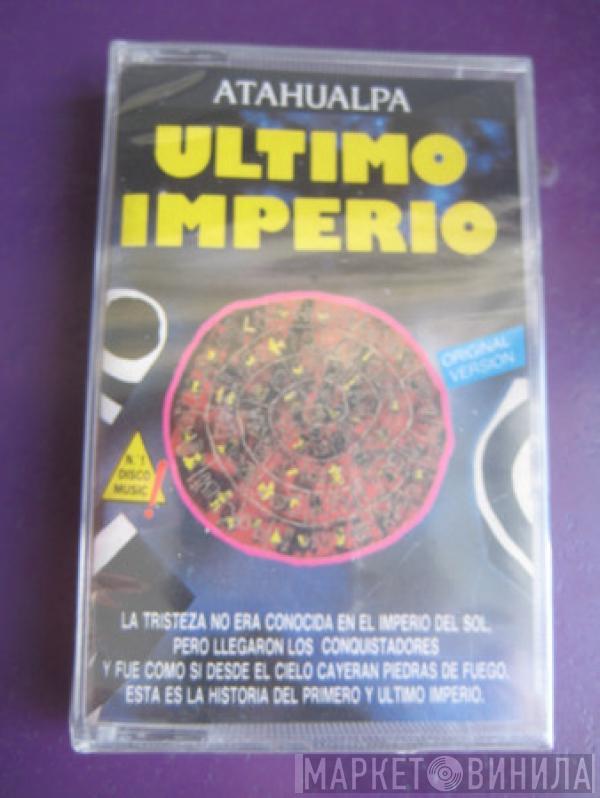 ATAHUALPA
ULTIMO
IMPERIO
ORIGINAL
VERSION
N.º1
DISCO
MUSIC
!
LA TRISTEZA NO ERA CONOCIDA EN EL IMPERIO DEL SOL,
PERO LLEGARON LOS CONQUISTADORES
Y FUE COMO SI DESDE EL CIELO CAYERAN PIEDRAS DE FUEGO.
ESTA ES LA HISTORIA DEL PRIMERO Y ULTIMO IMPERIO.
МАРКЕТ ВИНИЛА